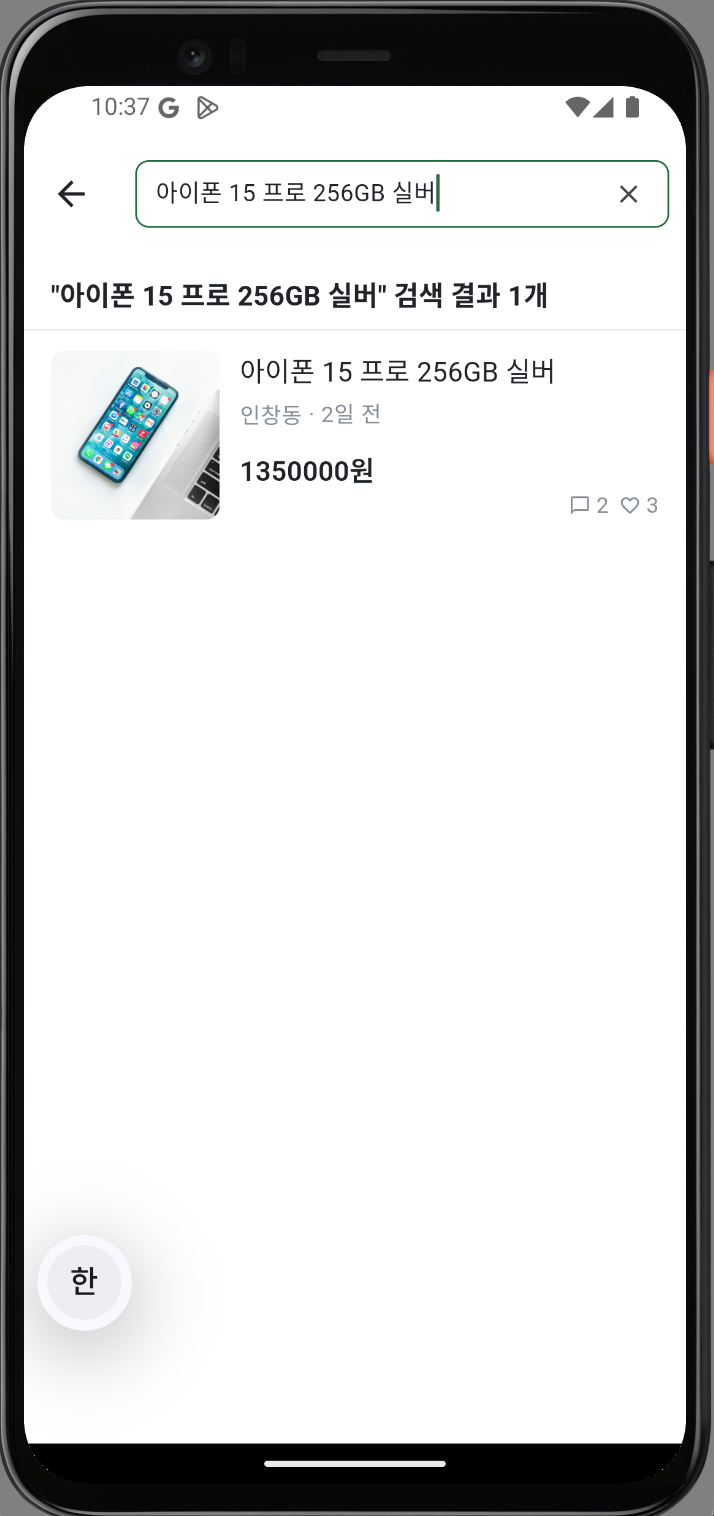 10:37
아이폰 15 프로 256GB 실버
"아이폰 15 프로 256GB 실버" 검색 결과 1개
아이폰 15 프로 256GB 실버
인창동 · 2일 전
1350000원
2 3
한